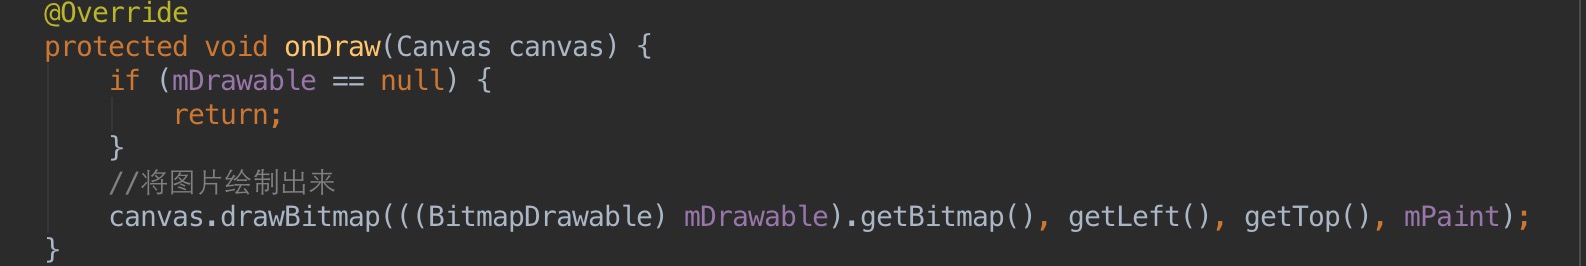 @Override
protected void onDraw(Canvas canvas) {
    if (mDrawable == null) {
        return;
    }
    //将图片绘制出来
    canvas.drawBitmap(((BitmapDrawable) mDrawable).getBitmap(), getLeft(), getTop(), mPaint);
}